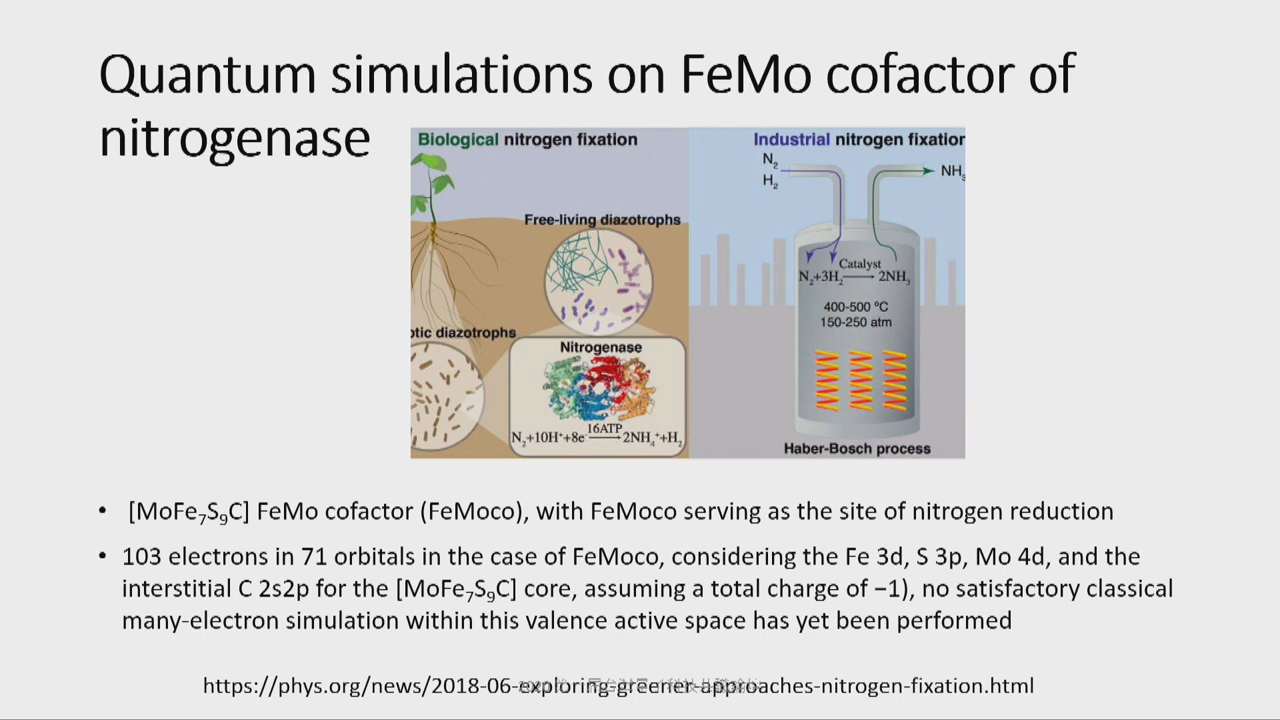 Quantum simulations on FeMo cofactor of
nitrogenase
Biological nitrogen fixation
Free-living diazotrophs
otic diazotrophs
Nitrogenase
16ATP
N₂+10H⁺+8e⁻ → 2NH₄⁺+H₂
Industrial nitrogen fixation
N₂
H₂
NH₃
Catalyst
N₂+3H₂ → 2NH₃
400-500 ºC
150-250 atm
Haber-Bosch process
• [MoFe₇S₉C] FeMo cofactor (FeMoco), with FeMoco serving as the site of nitrogen reduction
• 103 electrons in 71 orbitals in the case of FeMoco, considering the Fe 3d, S 3p, Mo 4d, and the
interstitial C 2s2p for the [MoFe₇S₉C] core, assuming a total charge of −1), no satisfactory classical
many-electron simulation within this valence active space has yet been performed
https://phys.org/news/2018-06-exploring-greener-approaches-nitrogen-fixation.html